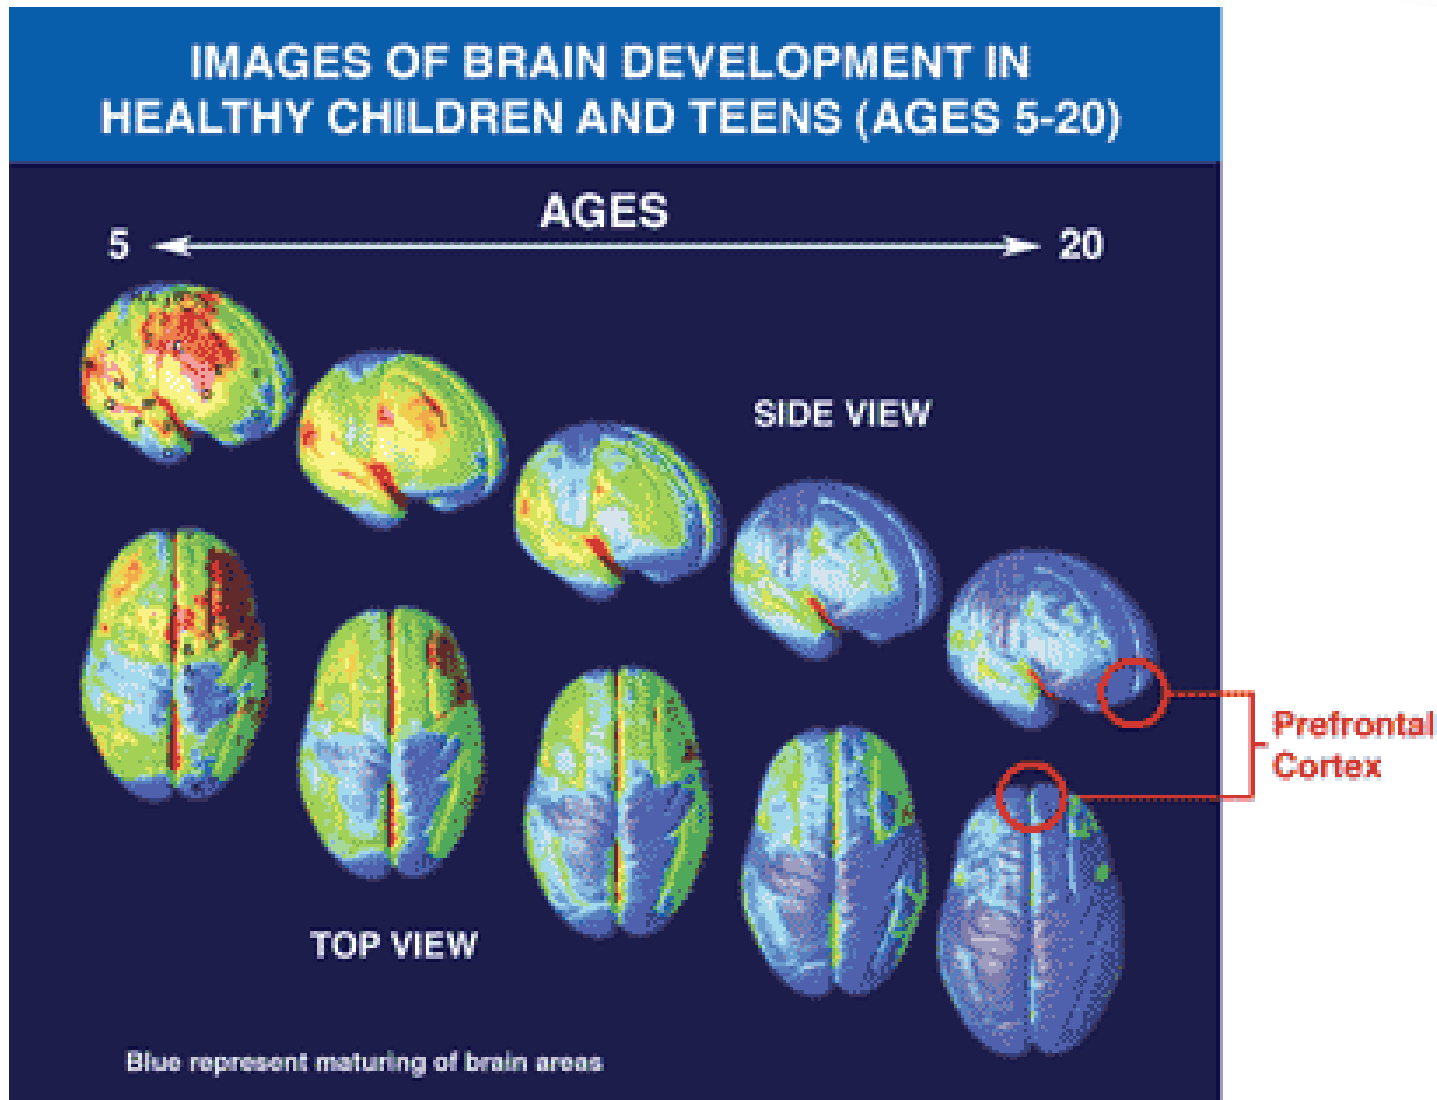 IMAGES OF BRAIN DEVELOPMENT IN
HEALTHY CHILDREN AND TEENS (AGES 5-20)
AGES
5
20
SIDE VIEW
Prefrontal
Cortex
TOP VIEW
Blue represent maturing of brain areas